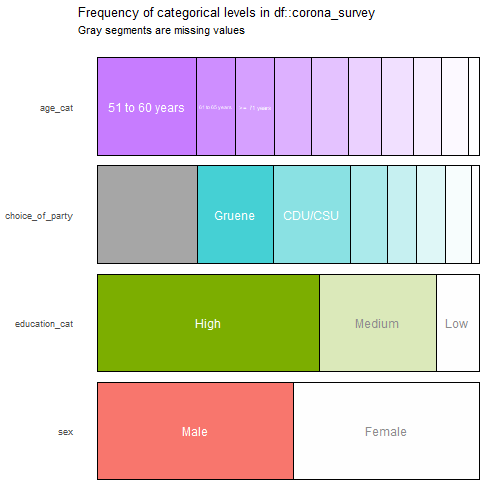 Frequency of categorical levels in df::corona_survey
Gray segments are missing values
age_cat
51 to 60 years
61 to 65 years
>= 71 years
choice_of_party
Gruene
CDU/CSU
education_cat
High
Medium
Low
sex
Male
Female